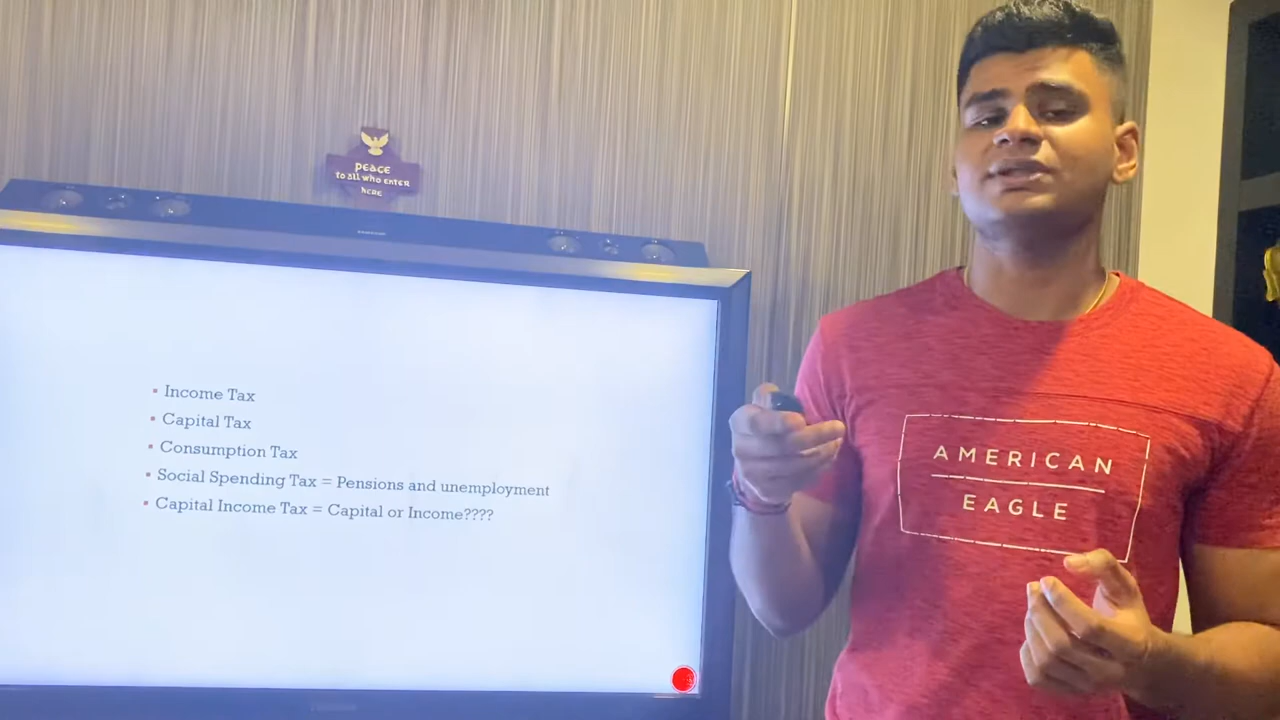 PEACE
TO ALL WHO ENTER
HERE
▪ Income Tax
▪ Capital Tax
▪ Consumption Tax
▪ Social Spending Tax = Pensions and unemployment
▪ Capital Income Tax = Capital or Income????
AMERICAN
EAGLE